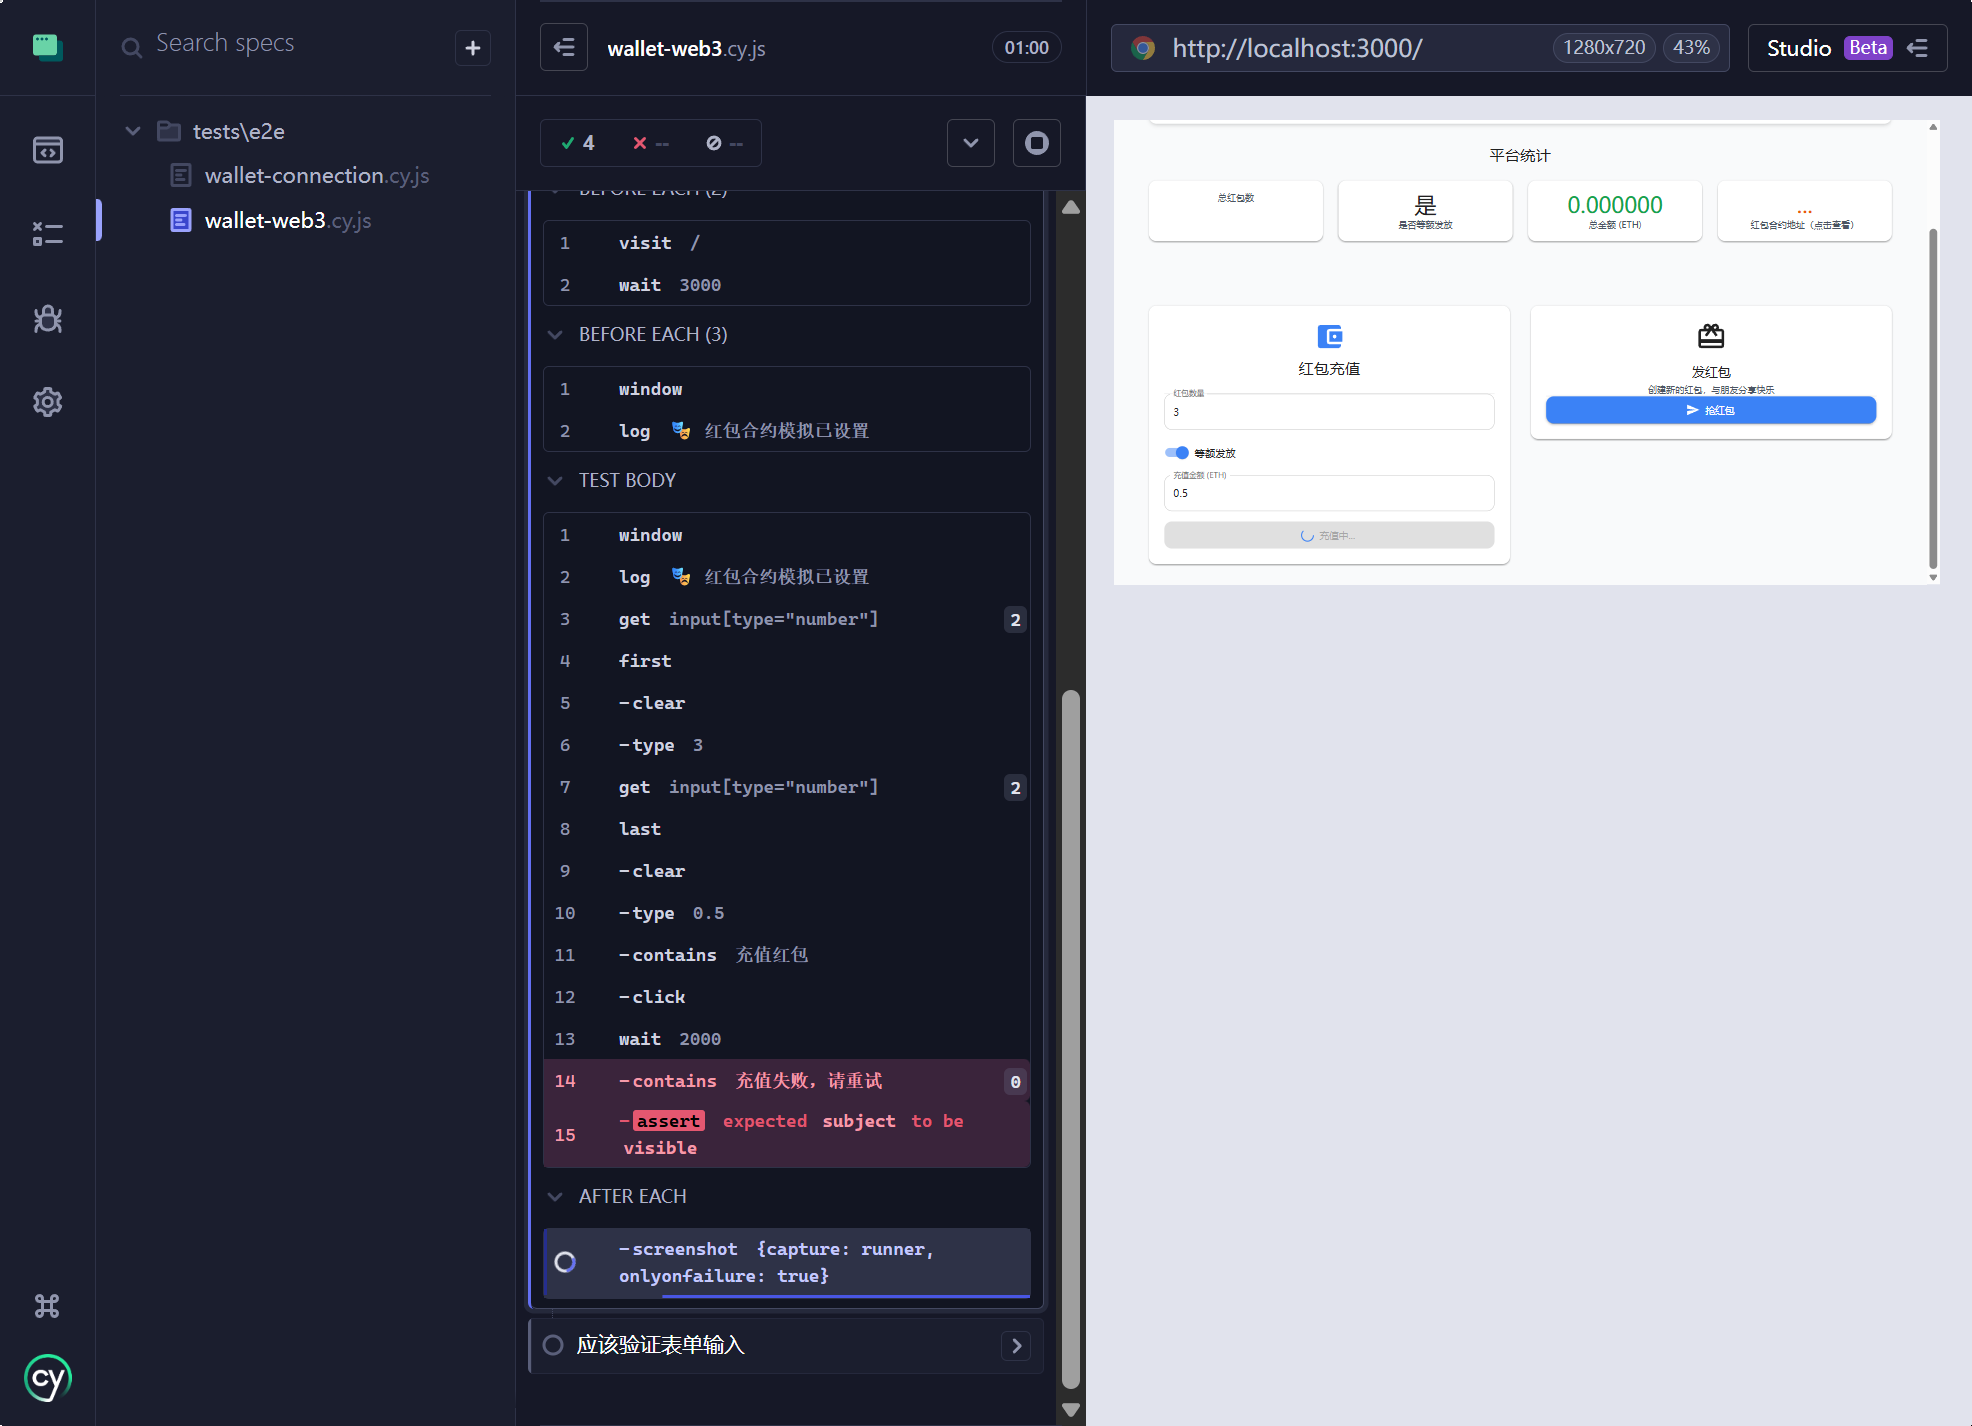 Search specs
+
tests\e2e
wallet-connection.cy.js
wallet-web3.cy.js
cy
wallet-web3.cy.js
01:00
4
--
--
BEFORE EACH (2)
1 visit /
2 wait 3000
BEFORE EACH (3)
1 window
2 log 🎭 红包合约模拟已设置
TEST BODY
1 window
2 log 🎭 红包合约模拟已设置
3 get input[type="number"] 2
4 first
5 -clear
6 -type 3
7 get input[type="number"] 2
8 last
9 -clear
10 -type 0.5
11 -contains 充值红包
12 -click
13 wait 2000
14 -contains 充值失败，请重试 0
15 -assert expected subject to be
visible
AFTER EACH
-screenshot {capture: runner,
onlyonfailure: true}
应该验证表单输入
http://localhost:3000/
1280x720
43%
Studio Beta
平台统计
总红包数
是
是否等额发放
0.000000
总金额 (ETH)
...
红包合约地址（点击查看）
红包充值
红包数量
3
等额发放
充值金额 (ETH)
0.5
充值中...
发红包
创建新的红包，与朋友分享快乐
抢红包